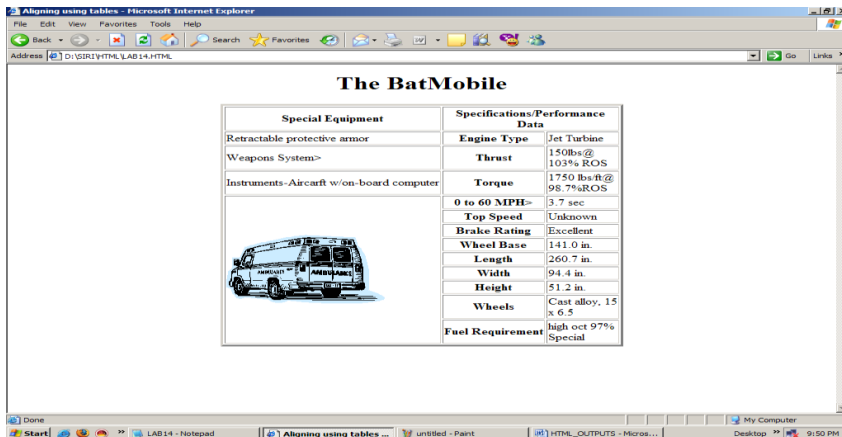 Aligning using tables - Microsoft Internet Explorer
File Edit View Favorites Tools Help
Back Search Favorites
Address D:\SIRI\HTML\LAB14.HTML Go Links
The BatMobile
Special Equipment
Specifications/Performance
Data
Retractable protective armor
Engine Type
Jet Turbine
Weapons System>
Thrust
150lbs@
103% ROS
Instruments-Aircarft w/on-board computer
Torque
1750 lbs/ft@
98.7%ROS
0 to 60 MPH>
3.7 sec
Top Speed
Unknown
Brake Rating
Excellent
Wheel Base
141.0 in.
Length
260.7 in.
Width
94.4 in.
Height
51.2 in.
Wheels
Cast alloy, 15
x 6.5
Fuel Requirement
high oct 97%
Special
AMBULANCE
Done My Computer
Start LAB14 - Notepad Aligning using tables ... untitled - Paint HTML_OUTPUTS - Micros... Desktop 9:50 PM